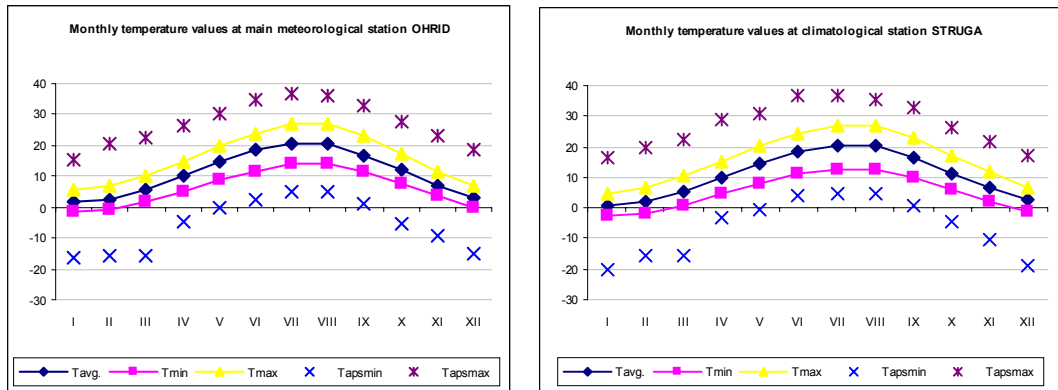 Monthly temperature values at main meteorological station OHRID
40
30
20
10
0
-10
-20
-30
I II III IV V VI VII VIII IX X XI XII
Tavg. Tmin Tmax Tapsmin Tapsmax
Monthly temperature values at climatological station STRUGA
40
30
20
10
0
-10
-20
-30
I II III IV V VI VII VIII IX X XI XII
Tavg. Tmin Tmax Tapsmin Tapsmax